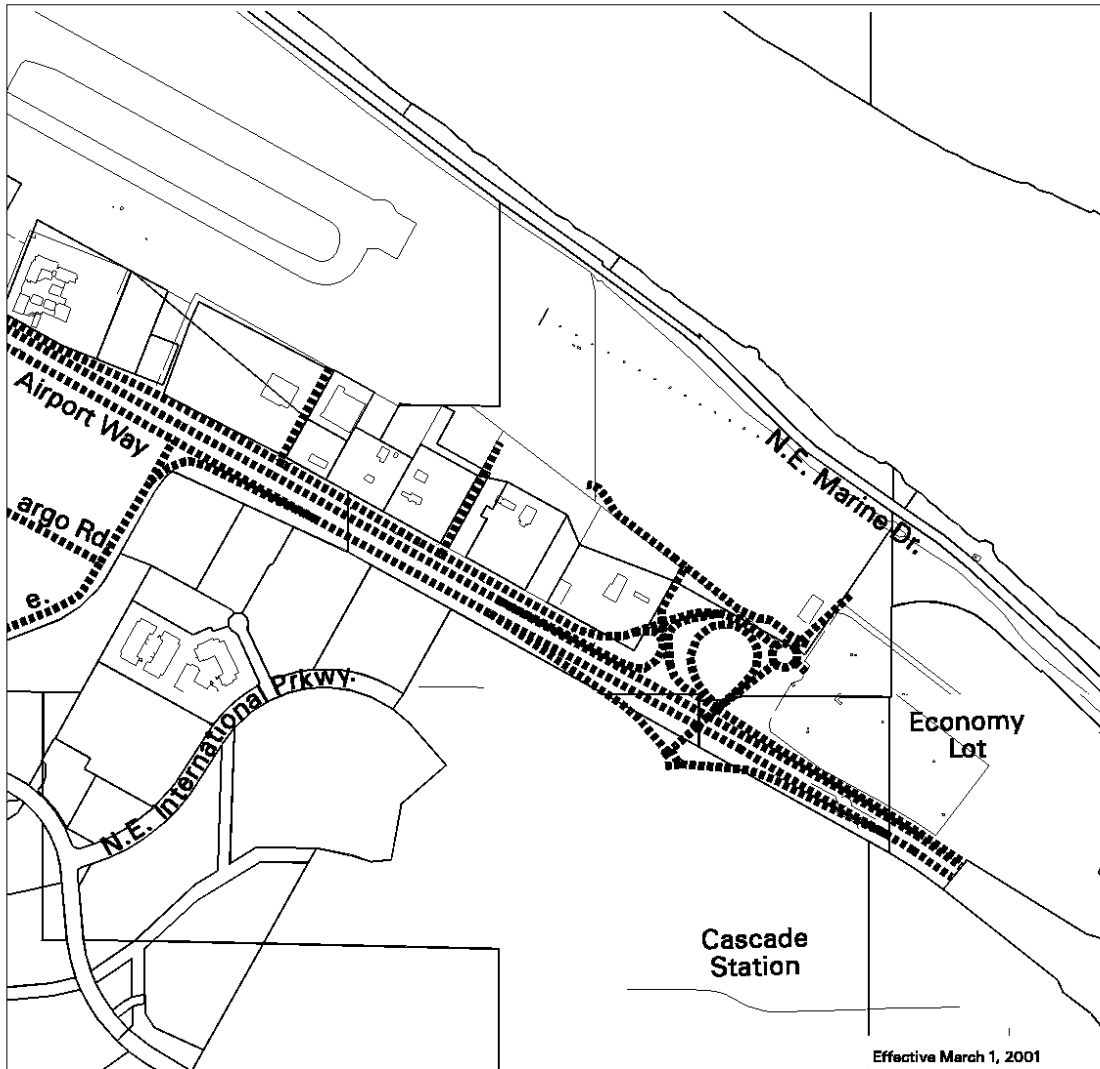 Airport Way
N.E. Marine Dr.
argo Rd.
e.
N.E. International Prkwy.
Economy
Lot
Cascade
Station
Effective March 1, 2001